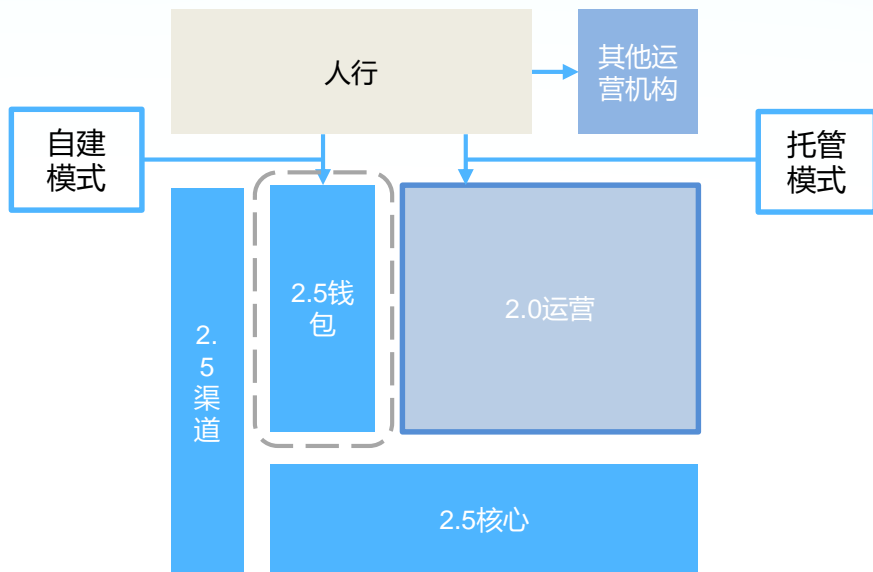 人行
其他运
营机构
自建
模式
托管
模式
2.5钱
包
2.0运营
2.
5
渠
道
2.5核心